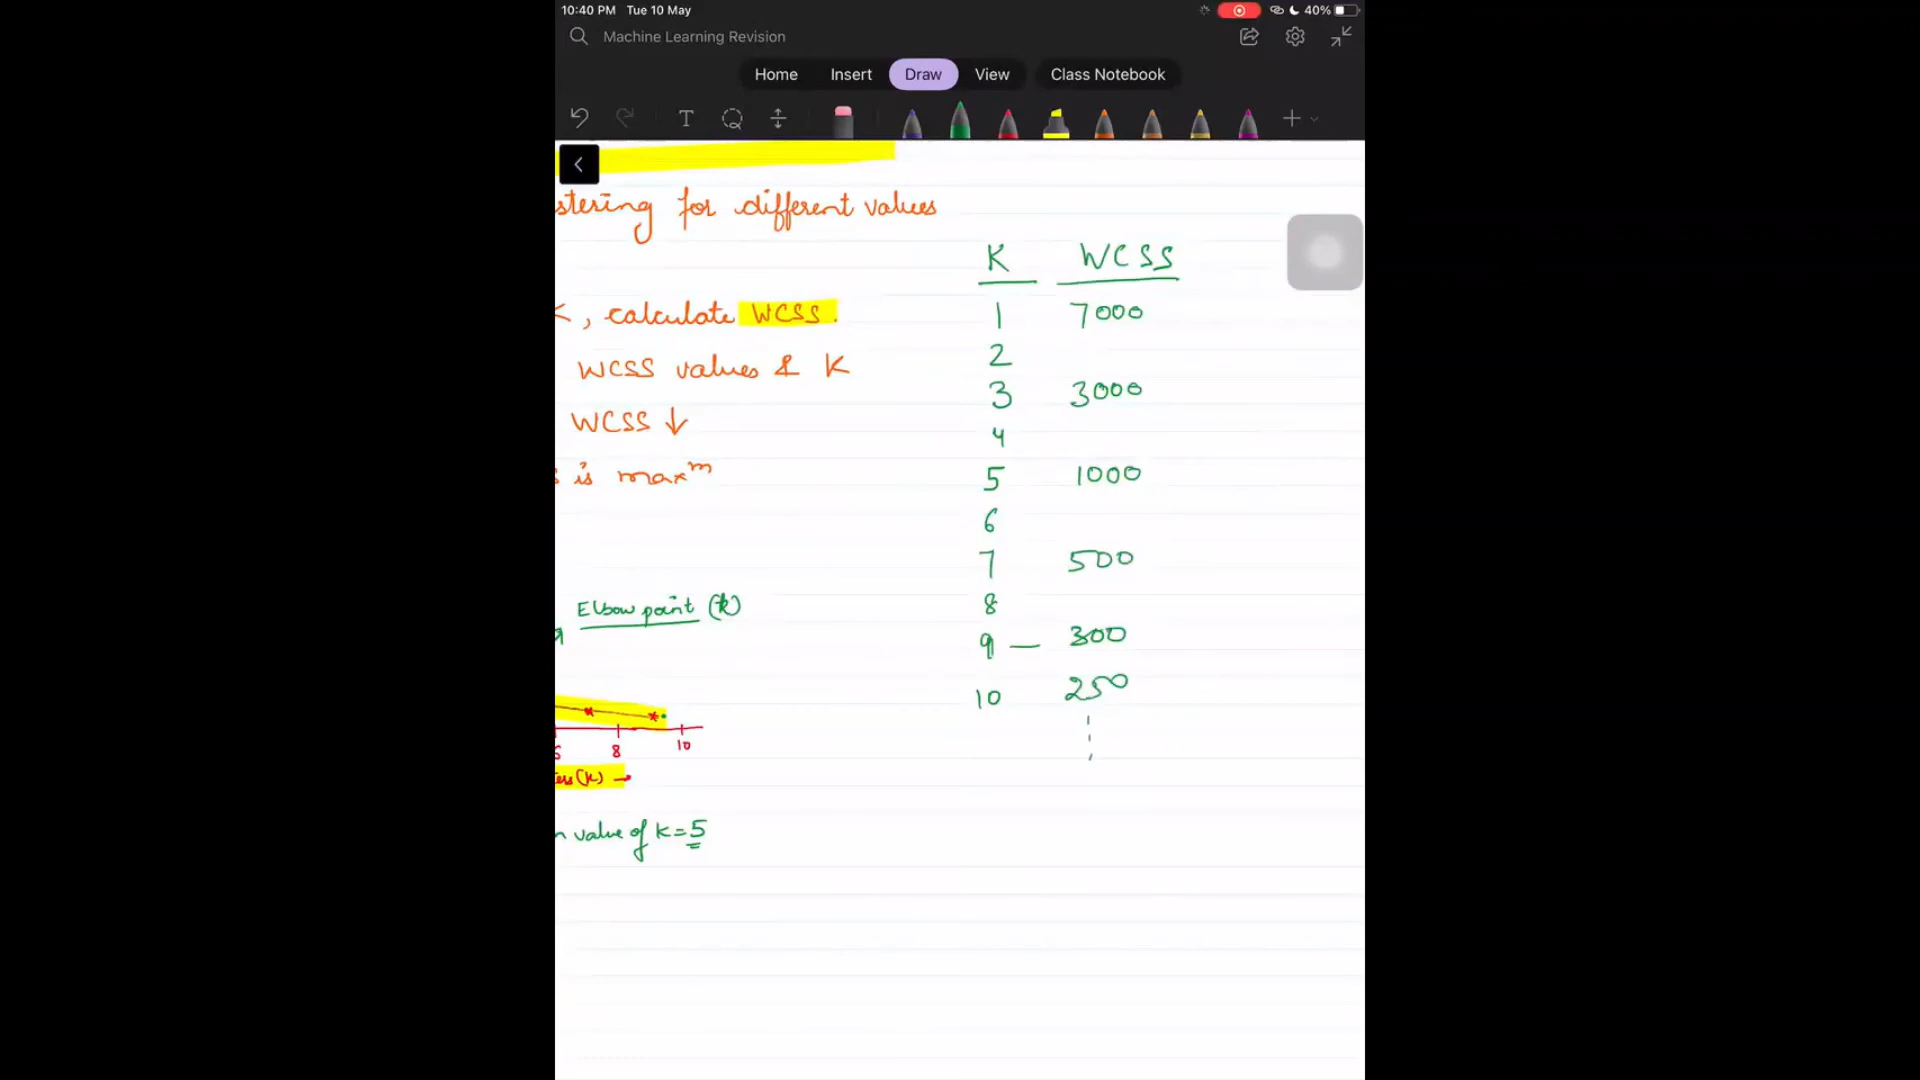 10:40 PM Tue 10 May
40%
Machine Learning Revision
Home Insert Draw View Class Notebook
stering for different values
K, calculate WCSS.
WCSS values & K
WCSS ↓
s is maxᵐ
Elbow point (k)
8 10
ters(k) →
n value of k = 5
K WCSS
1 7000
2
3 3000
4
5 1000
6
7 500
8
9 — 300
10 250